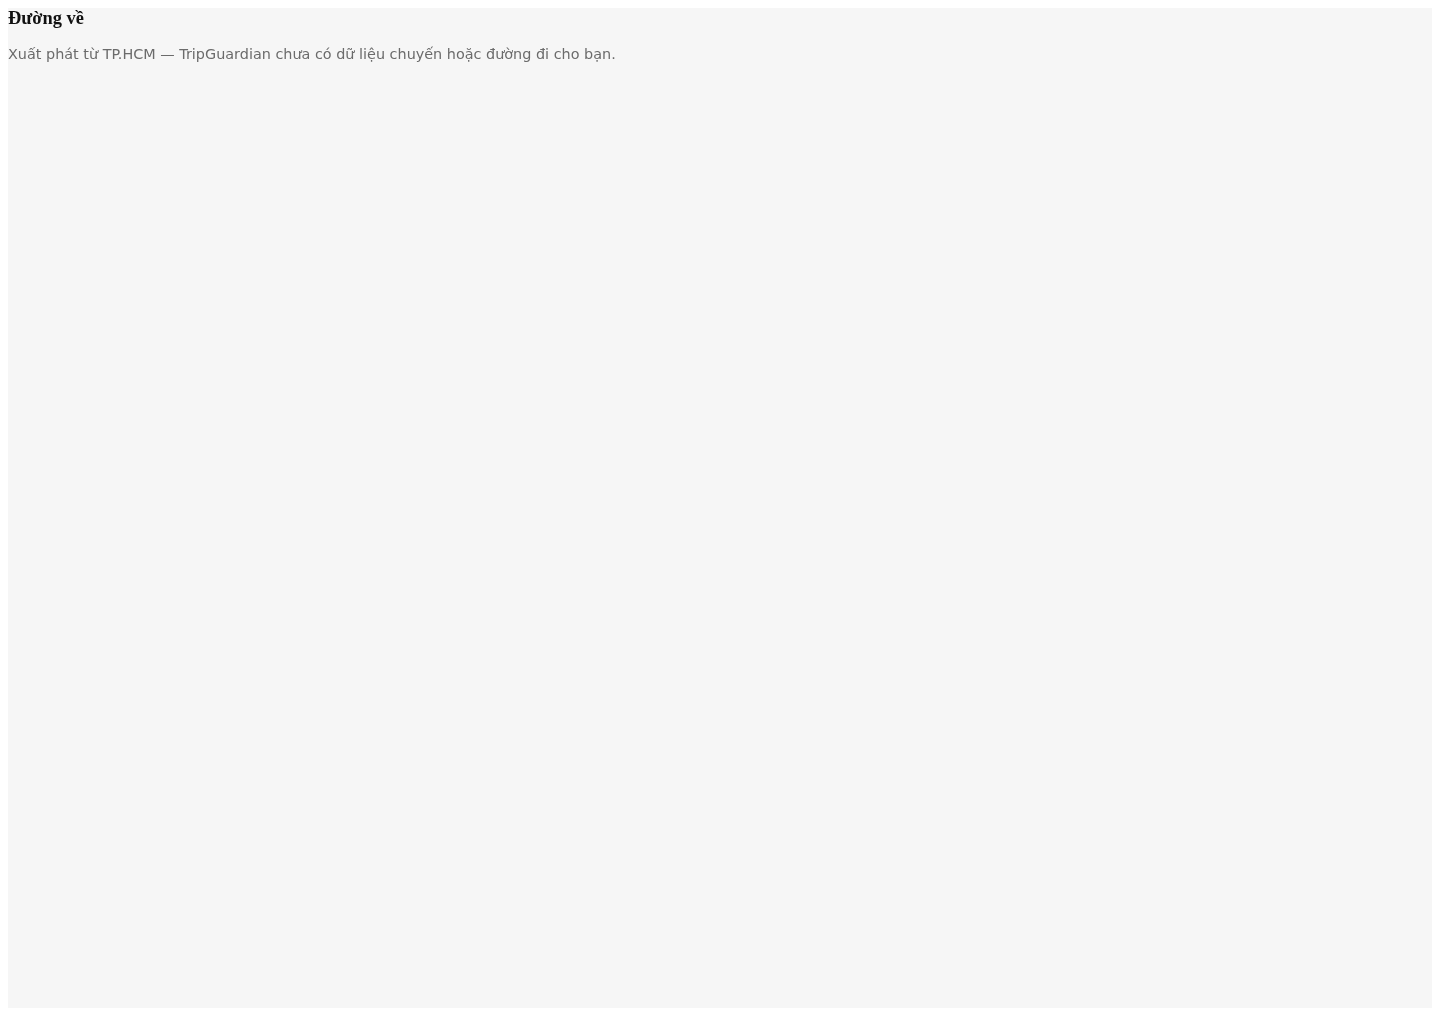 Đường về
Xuất phát từ TP.HCM — TripGuardian chưa có dữ liệu chuyến hoặc đường đi cho bạn.